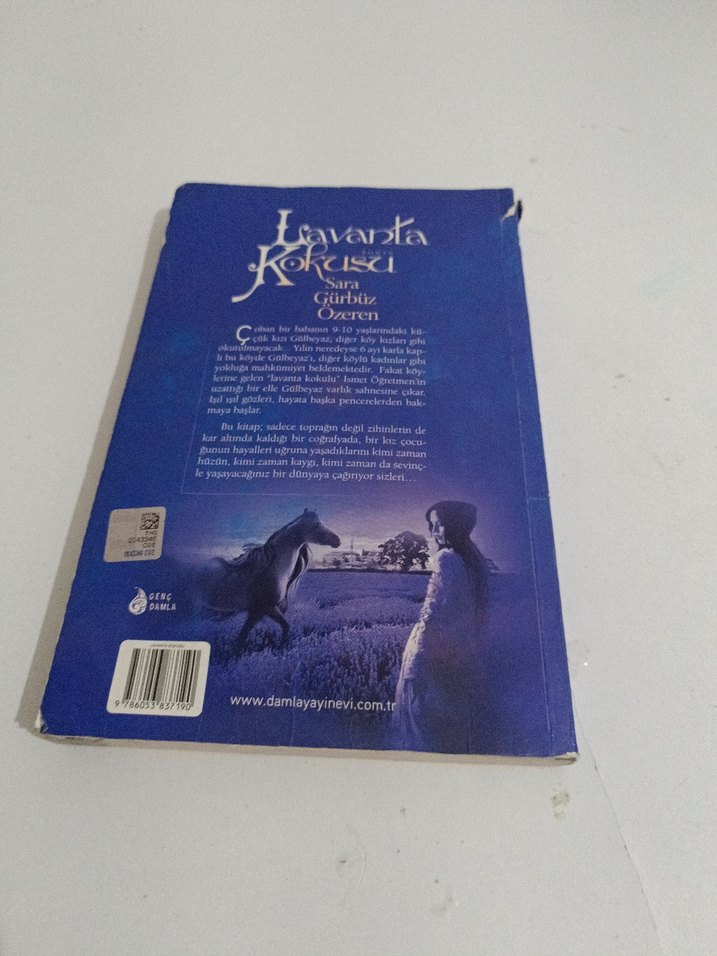 Lavanta
ROMAN
Kokusu
Sara
Gürbüz
Özeren
Çoban bir babanın 9-10 yaşlarındaki kü-
çük kızı Gülbeyaz, diğer köy kızları gibi
okutulmayacak... Yılın neredeyse 6 ayı karla kap-
lı bu köyde Gülbeyaz'ı, diğer köylü kadınlar gibi
yokluğa mahkûmiyet beklemektedir. Fakat köy-
lerine gelen "lavanta kokulu" İsmet Öğretmen'in
uzattığı bir elle Gülbeyaz varlık sahnesine çıkar.
Işıl ışıl gözleri, hayata başka pencerelerden bak-
maya başlar.
Bu kitap; sadece toprağın değil zihinlerin de
kar altında kaldığı bir coğrafyada, bir kız çocu-
ğunun hayalleri uğruna yaşadıklarını kimi zaman
hüzün, kimi zaman kaygı, kimi zaman da sevinç-
le yaşayacağınız bir dünyaya çağırıyor sizleri...
CGE
GENÇ
DAMLA
LAVANTA KOKUSU
9 786053 837190
www.damlayayinevi.com.tr